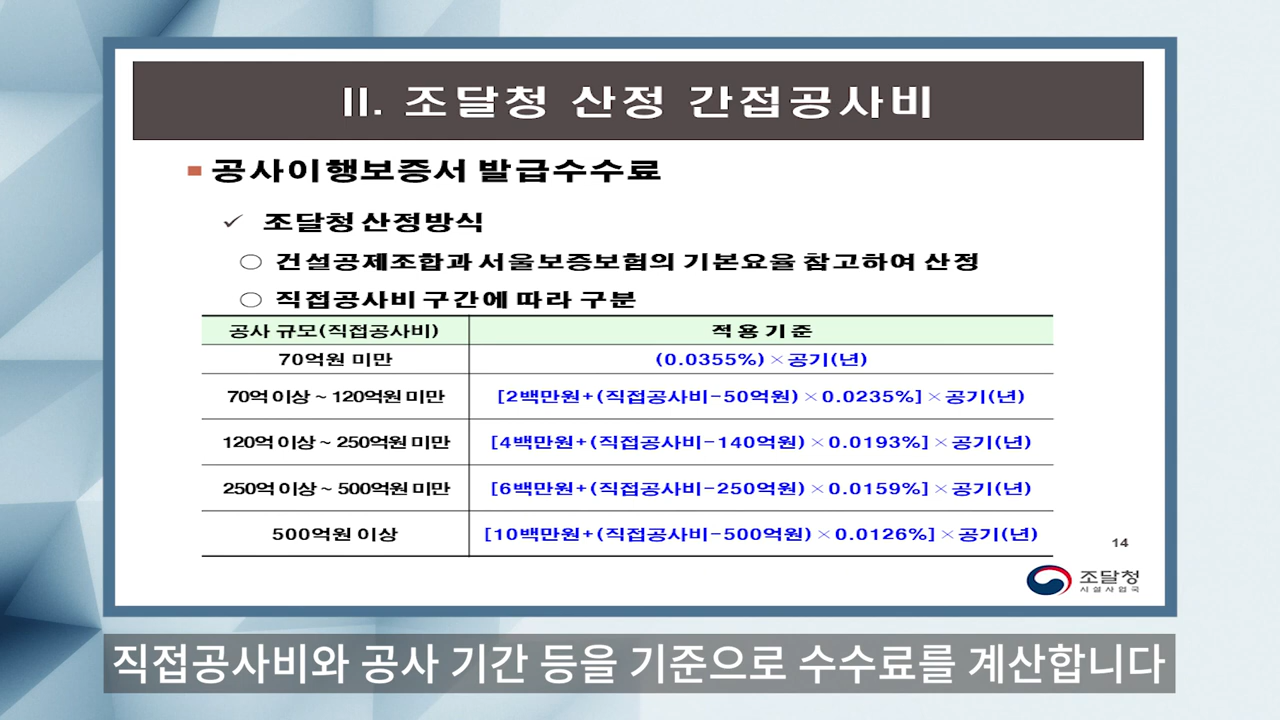 II. 조달청 산정 간접공사비
■ 공사이행보증서 발급수수료
✓ 조달청 산정방식
○ 건설공제조합과 서울보증보험의 기본요율 참고하여 산정
○ 직접공사비 구간에 따라 구분
공사 규모(직접공사비) 적 용 기 준
70억원 미만 (0.0355%)×공기(년)
70억 이상 ~ 120억원 미만 [2백만원+(직접공사비-50억원)×0.0235%]×공기(년)
120억 이상 ~ 250억원 미만 [4백만원+(직접공사비-140억원)×0.0193%]×공기(년)
250억 이상 ~ 500억원 미만 [6백만원+(직접공사비-250억원)×0.0159%]×공기(년)
500억원 이상 [10백만원+(직접공사비-500억원)×0.0126%]×공기(년)
14
조달청
시설사업국
직접공사비와 공사 기간 등을 기준으로 수수료를 계산합니다